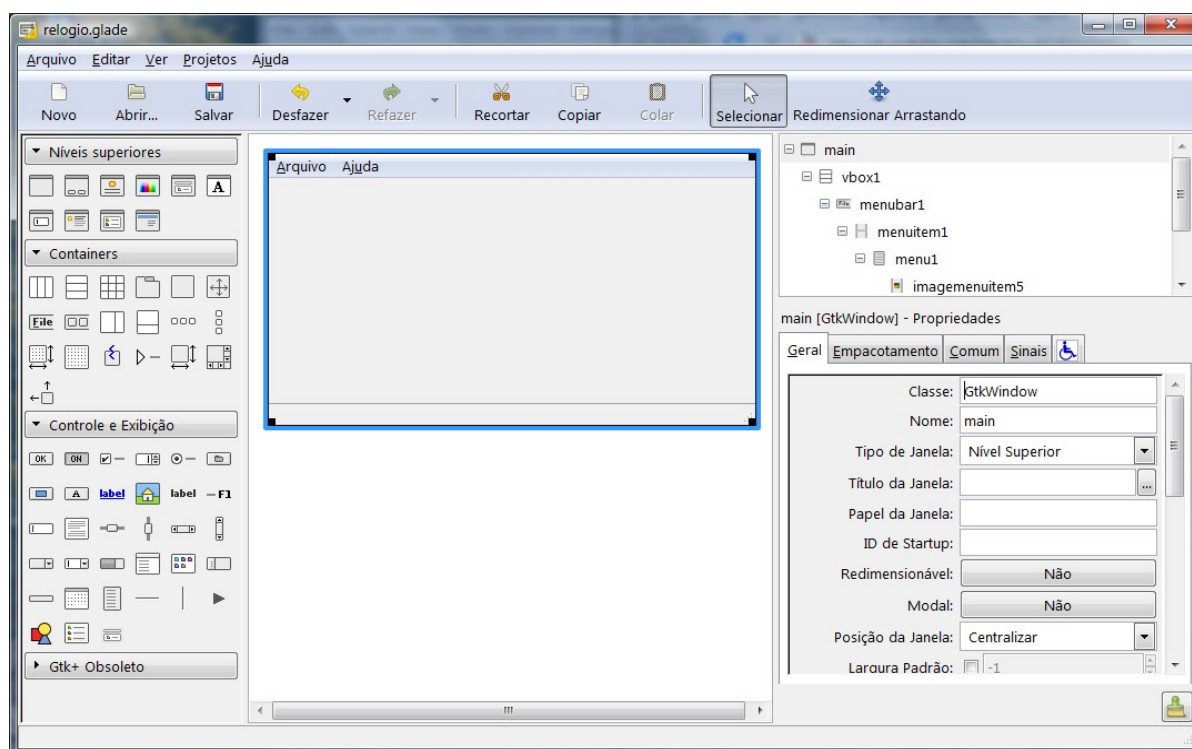 relogio.glade
Arquivo Editar Ver Projetos Ajuda
Novo Abrir... Salvar Desfazer Refazer Recortar Copiar Colar Selecionar Redimensionar Arrastando
Níveis superiores
A
Containers
File
Controle e Exibição
OK ON
A label label F1
Gtk+ Obsoleto
Arquivo Ajuda
main
vbox1
menubar1
menuitem1
menu1
imagemenuitem5
main [GtkWindow] - Propriedades
Geral Empacotamento Comum Sinais
Classe: GtkWindow
Nome: main
Tipo de Janela: Nível Superior
Título da Janela: ...
Papel da Janela:
ID de Startup:
Redimensionável: Não
Modal: Não
Posição da Janela: Centralizar
Largura Padrão: -1